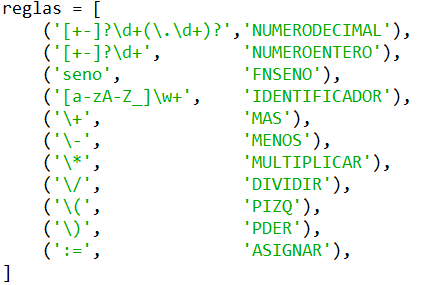 reglas = [
    ('[+-]?\d+(\.\d+)?','NUMERODECIMAL'),
    ('[+-]?\d+',        'NUMEROENTERO'),
    ('seno',            'FNSENO'),
    ('[a-zA-Z_]\w+',    'IDENTIFICADOR'),
    ('\+',              'MAS'),
    ('\-',              'MENOS'),
    ('\*',              'MULTIPLICAR'),
    ('\/',              'DIVIDIR'),
    ('\(',              'PIZQ'),
    ('\)',              'PDER'),
    (':=',              'ASIGNAR'),
]